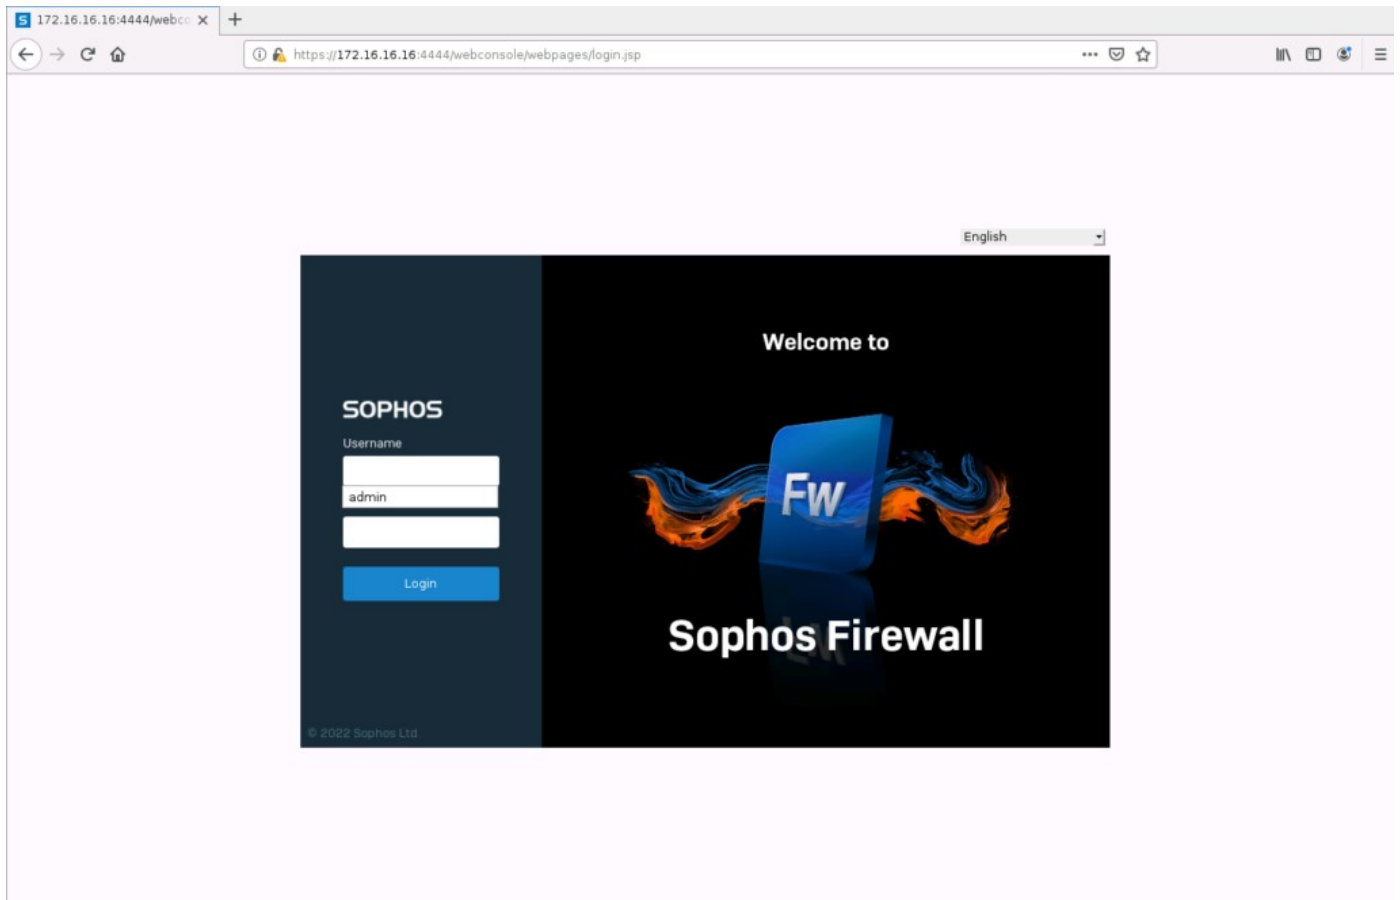 172.16.16.16:4444/webco
https://172.16.16.16:4444/webconsole/webpages/login.jsp
English
Welcome to
SOPHOS
Username
admin
Fw
Login
Sophos Firewall
© 2022 Sophos Ltd.